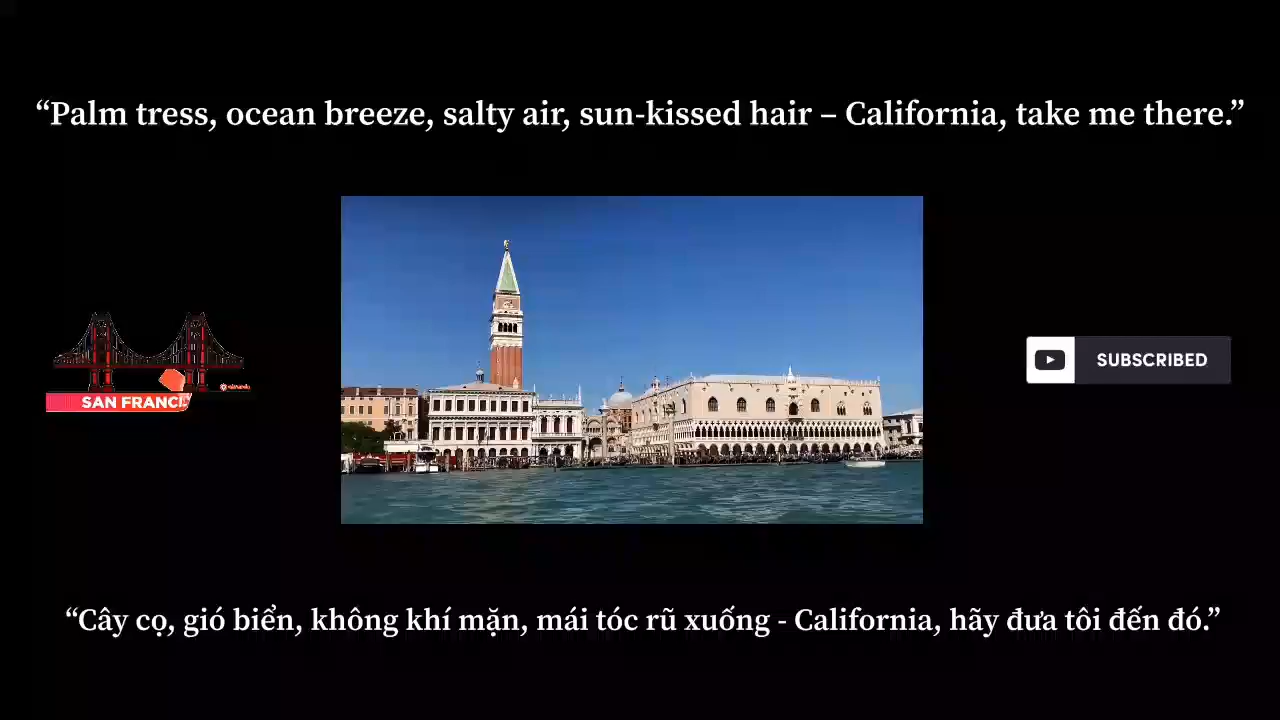 “Palm tress, ocean breeze, salty air, sun-kissed hair – California, take me there.”
SAN FRANCI
SUBSCRIBED
“Cây cọ, gió biển, không khí mặn, mái tóc rũ xuống - California, hãy đưa tôi đến đó.”